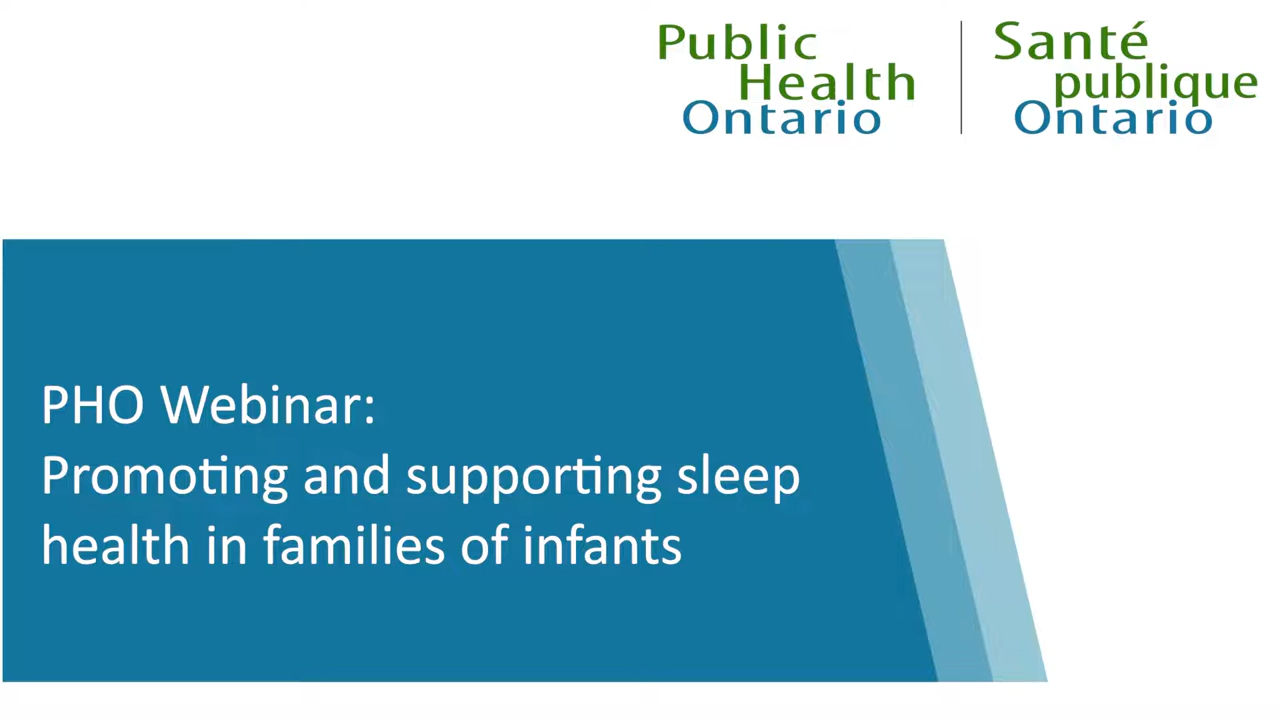 Public
Health
Ontario
Santé
publique
Ontario
PHO Webinar:
Promoting and supporting sleep
health in families of infants